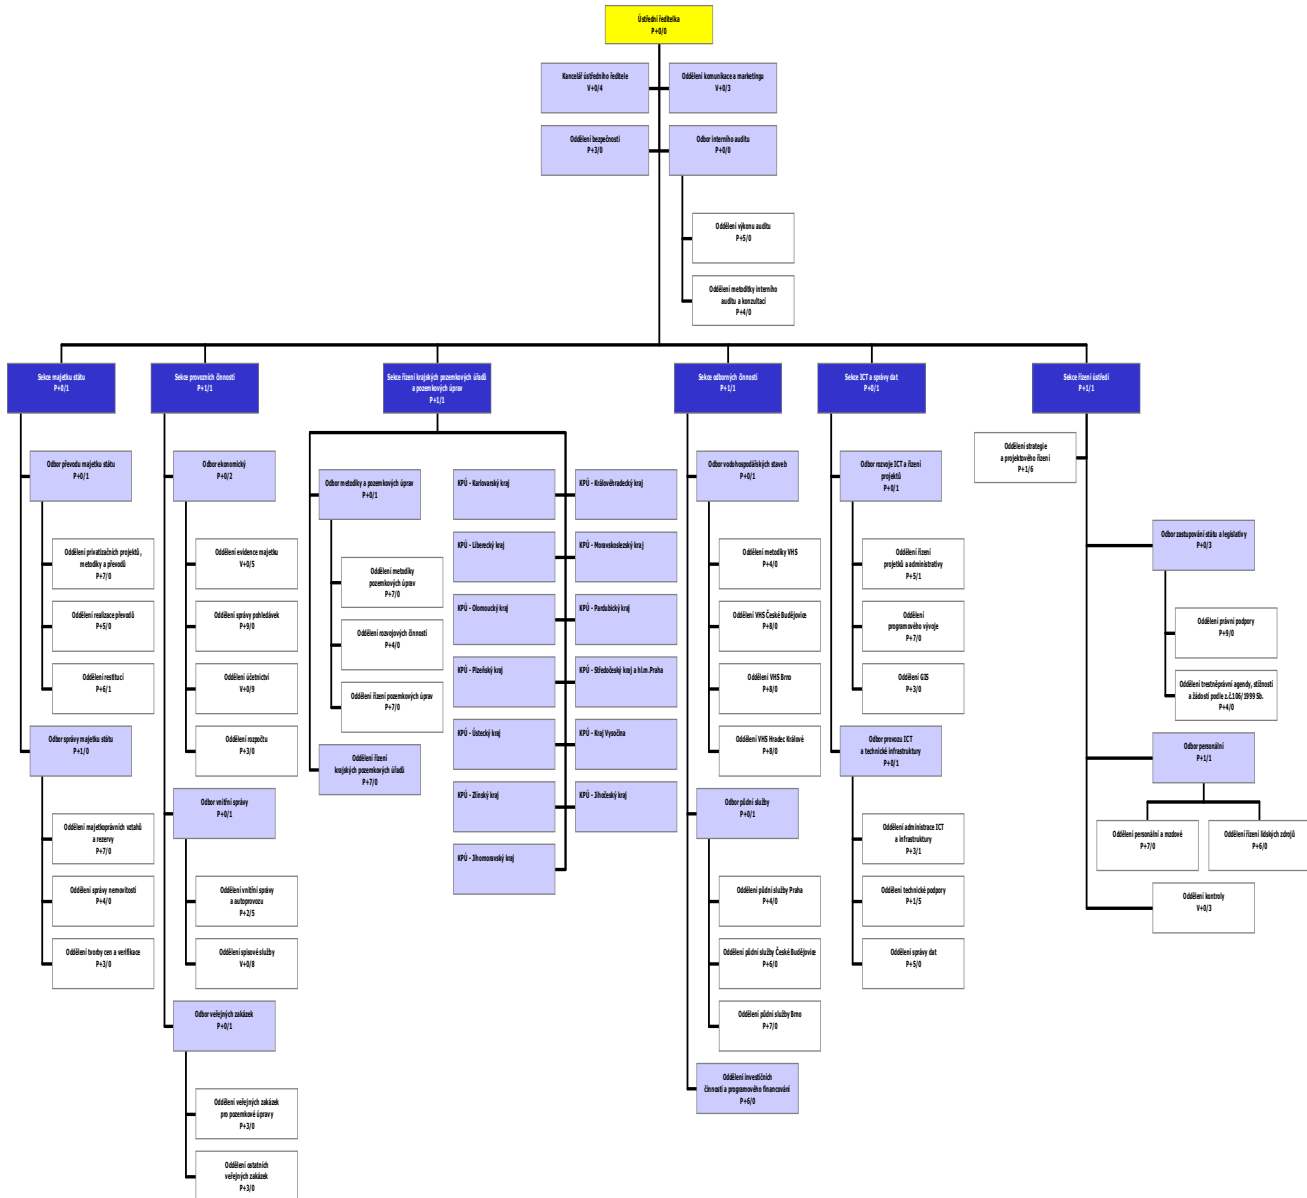 Ústřední ředitelka
P+0/0
Kancelář ústředního ředitele
V+0/4
Oddělení komunikace a marketingu
V+0/3
Oddělení bezpečnosti
P+3/0
Odbor interního auditu
P+0/0
Oddělení výkonu auditu
P+5/0
Oddělení metoditky interního
auditu a konzultací
P+4/0
Sekce majetku státu
P+0/1
Odbor převodu majetku státu
P+0/1
Oddělení privatizačních projektů,
metodiky a převodů
P+7/0
Oddělení realizace převodů
P+5/0
Oddělení restitucí
P+6/1
Odbor správy majetku státu
P+1/0
Oddělení majetkoprávních vztahů
a rezervy
P+7/0
Oddělení správy nemovitostí
P+4/0
Oddělení tvorby cen a verifikace
P+3/0
Sekce provozních činností
P+1/1
Odbor ekonomický
P+0/2
Oddělení evidence majetku
V+0/5
Oddělení správy pohledávek
P+9/0
Oddělení účetnictví
V+0/9
Oddělení rozpočtu
P+3/0
Odbor vnitřní správy
P+0/1
Oddělení vnitřní správy
a autoprovozu
P+2/5
Oddělení spisové služby
V+0/8
Odbor veřejných zakázek
P+0/1
Oddělení veřejných zakázek
pro pozemkové úpravy
P+3/0
Oddělení ostatních
veřejných zakázek
P+3/0
Sekce řízení krajských pozemkových úřadů
a pozemkových úprav
P+1/1
Odbor metodiky a pozemkových úprav
P+0/1
Oddělení metodiky
pozemkových úprav
P+7/0
Oddělení rozvojových činností
P+4/0
Oddělení řízení pozemkových úprav
P+7/0
Oddělení řízení
krajských pozemkových úřadů
P+7/0
KPÚ - Karlovarský kraj
KPÚ - Královéhradecký kraj
KPÚ - Liberecký kraj
KPÚ - Moravskoslezský kraj
KPÚ - Olomoucký kraj
KPÚ - Pardubický kraj
KPÚ - Plzeňský kraj
KPÚ - Středočeský kraj a hl.m.Praha
KPÚ - Ústecký kraj
KPÚ - Kraj Vysočina
KPÚ - Zlínský kraj
KPÚ - Jihočeský kraj
KPÚ - Jihomoravský kraj
Sekce odborných činností
P+1/1
Odbor vodohospodářských staveb
P+0/1
Oddělení metodiky VHS
P+4/0
Oddělení VHS České Budějovice
P+8/0
Oddělení VHS Brno
P+8/0
Oddělení VHS Hradec Králové
P+8/0
Odbor půdní služby
P+0/1
Oddělení půdní služby Praha
P+4/0
Oddělení půdní služby České Budějovice
P+6/0
Oddělení půdní služby Brno
P+7/0
Oddělení investičních
činností a programového financování
P+6/0
Sekce ICT a správy dat
P+0/1
Odbor rozvoje ICT a řízení
projektů
P+0/1
Oddělení řízení
projektků a administrativy
P+5/1
Oddělení
programového vývoje
P+7/0
Oddělení GIS
P+3/0
Odbor provozu ICT
a technické infrastruktury
P+0/1
Oddělení administrace ICT
a infrastruktury
P+3/1
Oddělení technické podpory
P+1/5
Oddělení správy dat
P+5/0
Sekce řízení ústředí
P+1/1
Oddělení strategie
a projektového řízení
P+1/6
Odbor zastupování státu a legislativy
P+0/3
Oddělení právní podpory
P+9/0
Oddělení trestněprávní agendy, stížností
a žádostí podle z.č.106/1999 Sb.
P+4/0
Odbor personální
P+1/1
Oddělení personální a mzdové
P+7/0
Oddělení řízení lidských zdrojů
P+6/0
Oddělení kontroly
V+0/3